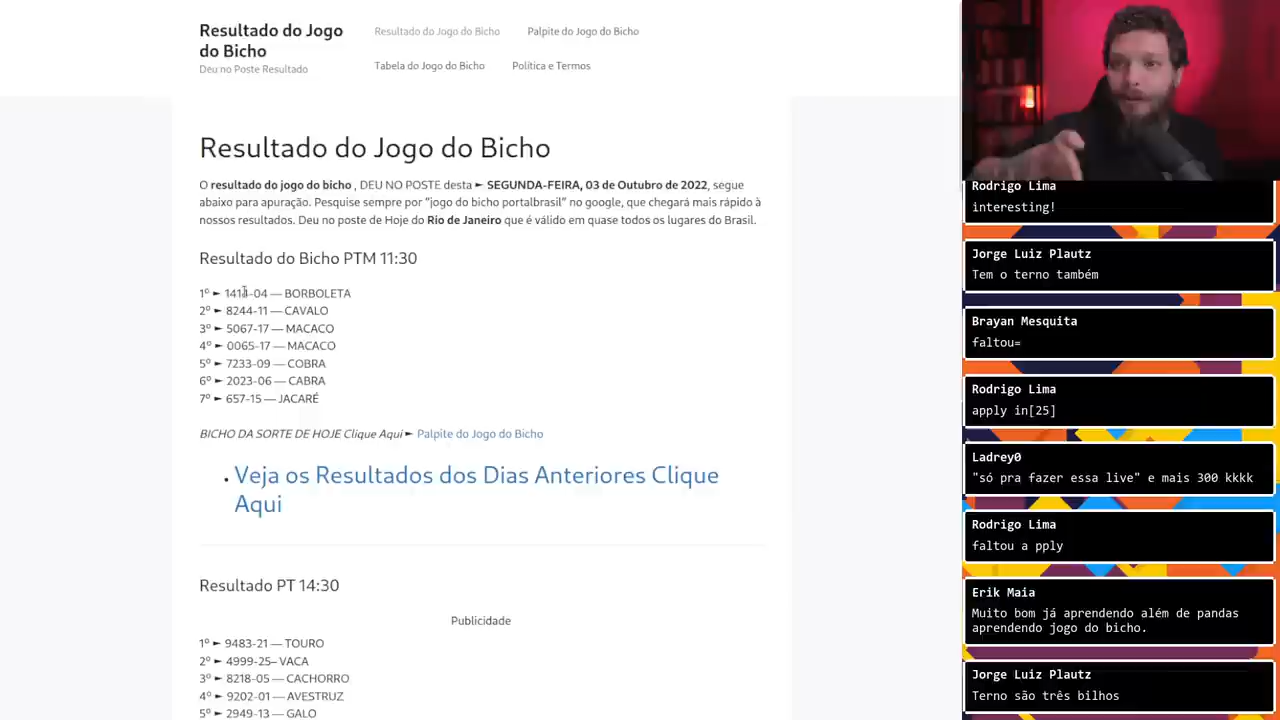 Resultado do Jogo
do Bicho
Deu no Poste Resultado
Resultado do Jogo do Bicho
Palpite do Jogo do Bicho
Tabela do Jogo do Bicho
Política e Termos
Resultado do Jogo do Bicho
O resultado do jogo do bicho , DEU NO POSTE desta ► SEGUNDA-FEIRA, 03 de Outubro de 2022, segue
abaixo para apuração. Pesquise sempre por “jogo do bicho portalbrasil” no google, que chegará mais rápido à
nossos resultados. Deu no poste de Hoje do Rio de Janeiro que é válido em quase todos os lugares do Brasil.
Resultado do Bicho PTM 11:30
1º ► 1413-04 — BORBOLETA
2º ► 8244-11 — CAVALO
3º ► 5067-17 — MACACO
4º ► 0065-17 — MACACO
5º ► 7233-09 — COBRA
6º ► 2023-06 — CABRA
7º ► 657-15 — JACARÉ
BICHO DA SORTE DE HOJE Clique Aqui ► Palpite do Jogo do Bicho
• Veja os Resultados dos Dias Anteriores Clique
Aqui
Resultado PT 14:30
Publicidade
1º ► 9483-21 — TOURO
2º ► 4999-25– VACA
3º ► 8218-05 — CACHORRO
4º ► 9202-01 — AVESTRUZ
5º ► 2949-13 — GALO
Rodrigo Lima
interesting!
Jorge Luiz Plautz
Tem o terno também
Brayan Mesquita
faltou=
Rodrigo Lima
apply in[25]
Ladrey0
"só pra fazer essa live" e mais 300 kkkk
Rodrigo Lima
faltou a pply
Erik Maia
Muito bom já aprendendo além de pandas
aprendendo jogo do bicho.
Jorge Luiz Plautz
Terno são três bilhos